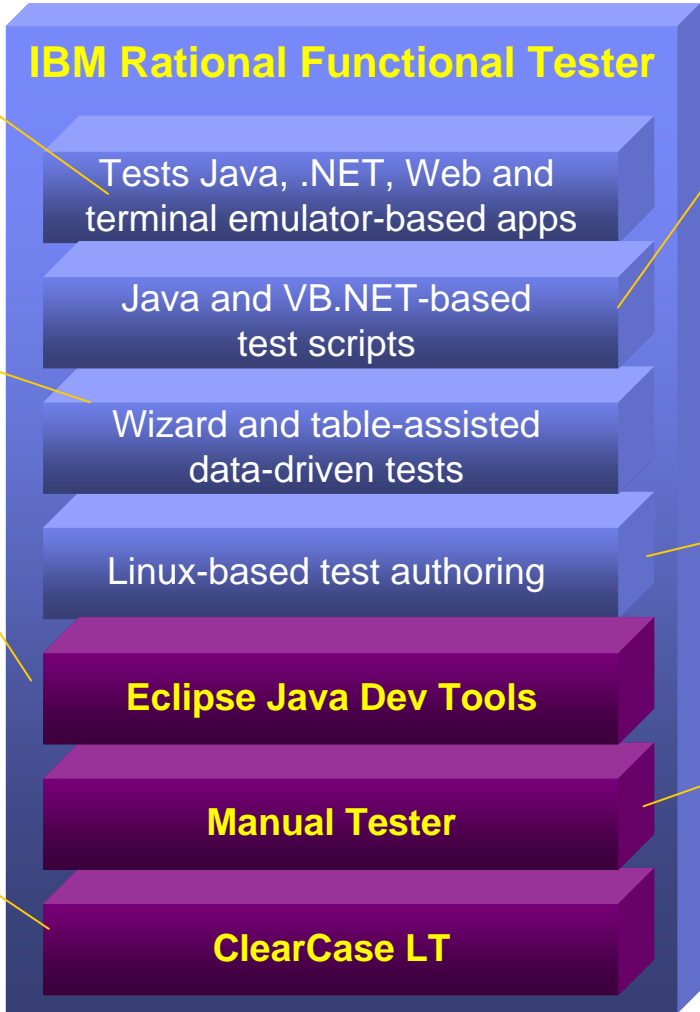 IBM Rational Functional Tester
Tests Java, .NET, Web and
terminal emulator-based apps
Java and VB.NET-based
test scripts
Wizard and table-assisted
data-driven tests
Linux-based test authoring
Eclipse Java Dev Tools
Manual Tester
ClearCase LT